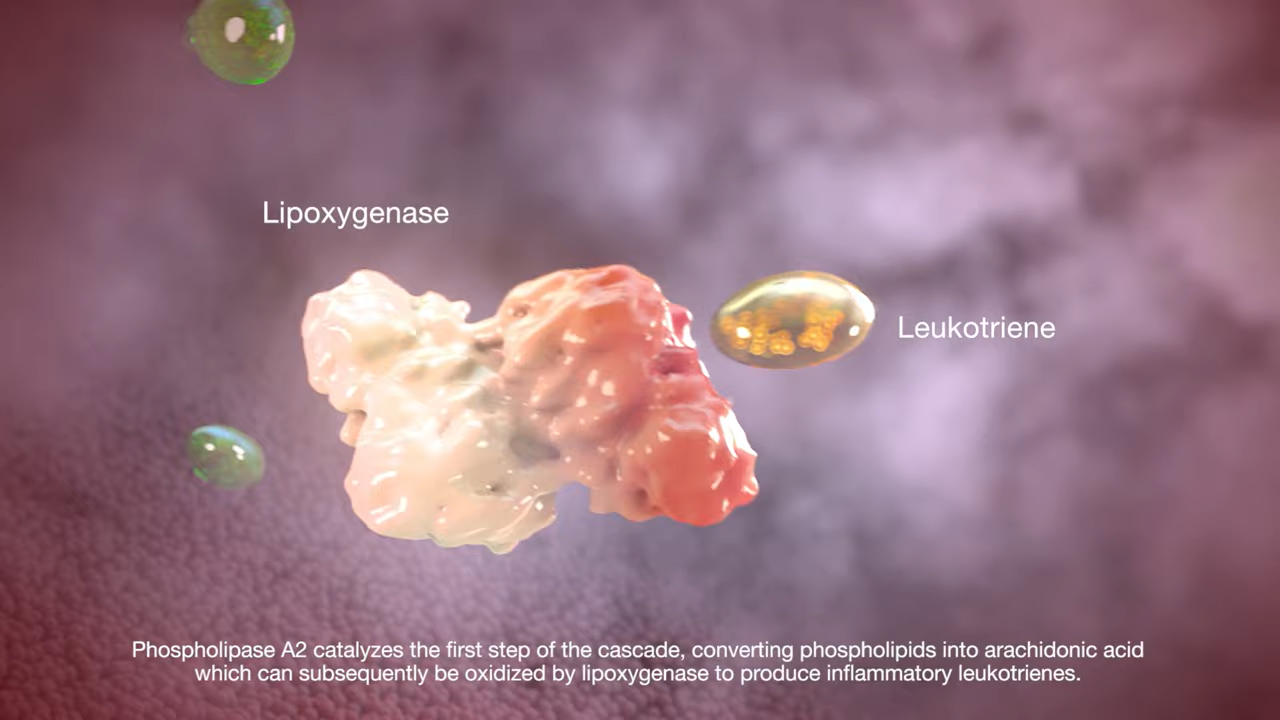 Lipoxygenase
Leukotriene
Phospholipase A2 catalyzes the first step of the cascade, converting phospholipids into arachidonic acid
which can subsequently be oxidized by lipoxygenase to produce inflammatory leukotrienes.